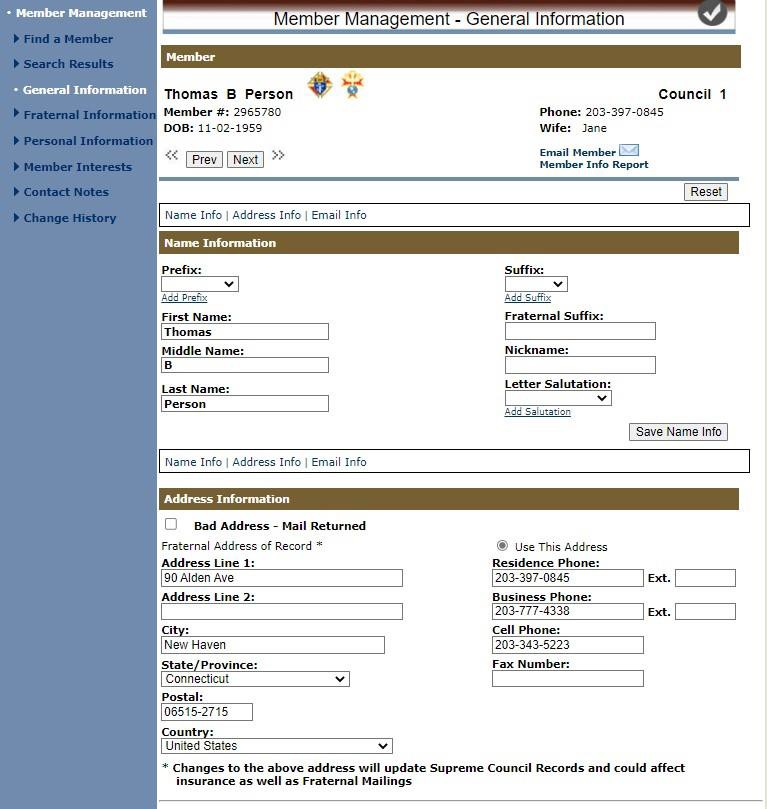 Member Management
Find a Member
Search Results
General Information
Fraternal Information
Personal Information
Member Interests
Contact Notes
Change History
Member Management - General Information
Member
Thomas B Person
Council 1
Member #: 2965780
Phone: 203-397-0845
DOB: 11-02-1959
Wife: Jane
<< Prev Next >>
Email Member
Member Info Report
Reset
Name Info | Address Info | Email Info
Name Information
Prefix:
Suffix:
Add Prefix
Add Suffix
First Name:
Fraternal Suffix:
Thomas
Middle Name:
Nickname:
B
Last Name:
Letter Salutation:
Person
Add Salutation
Save Name Info
Name Info | Address Info | Email Info
Address Information
Bad Address - Mail Returned
Fraternal Address of Record *
Use This Address
Address Line 1:
Residence Phone:
90 Alden Ave
203-397-0845 Ext.
Address Line 2:
Business Phone:
203-777-4338 Ext.
City:
Cell Phone:
New Haven
203-343-5223
State/Province:
Fax Number:
Connecticut
Postal:
06515-2715
Country:
United States
* Changes to the above address will update Supreme Council Records and could affect
insurance as well as Fraternal Mailings